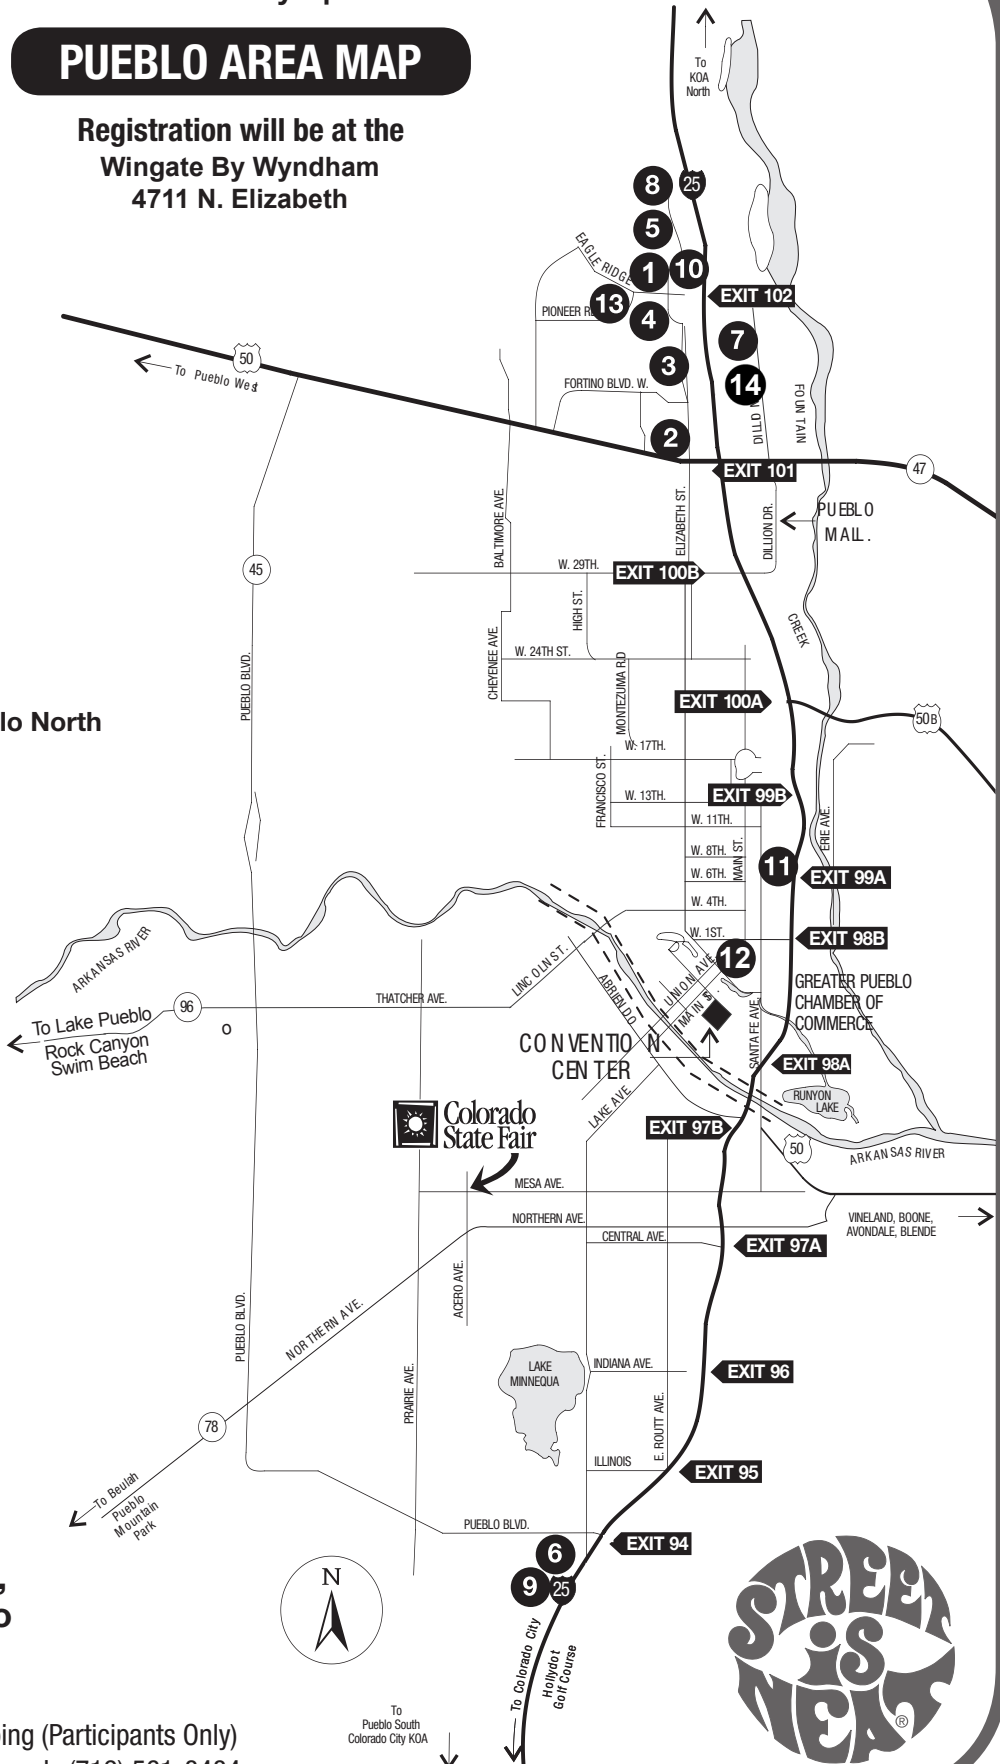 PUEBLO AREA MAP
Registration will be at the
Wingate By Wyndham
4711 N. Elizabeth
To
KOA
North
8
25
5
EAGLE RIDGE
1
10
EXIT 102
13
PIONEER
4
7
3
14
50
To Pueblo West
FORTINO BLVD. W.
DILLO
FOUNTAIN
2
EXIT 101
47
BALTIMORE AVE.
ELIZABETH ST.
DILLION DR.
PUEBLO
MALL.
45
W. 29TH.
EXIT 100B
HIGH ST.
CREEK
W. 24TH ST.
CHEYENEE AVE.
MONTEZUMA R.D
PUEBLO BLVD.
EXIT 100A
50B
lo North
W. 17TH.
FRANCISCO ST.
W. 13TH.
EXIT 99B
W. 11TH.
ERIE AVE.
W. 8TH.
MAIN ST.
W. 6TH.
11
EXIT 99A
W. 4TH.
W. 1ST.
EXIT 98B
12
ARKANSAS RIVER
LINCOLN ST.
ABRIENDO
UNION AVE
MAIN S .
THATCHER AVE.
96
To Lake Pueblo
Rock Canyon
Swim Beach
o
GREATER PUEBLO
CHAMBER OF
COMMERCE
SANTA FE AVE.
CONVENTION
CENTER
EXIT 98A
RUNYON
LAKE
LAKE AVE.
Colorado
State Fair
EXIT 97B
50
ARKANSAS RIVER
MESA AVE.
NORTHERN AVE.
VINELAND, BOONE,
AVONDALE, BLENDE
CENTRAL AVE.
EXIT 97A
ACERO AVE.
PUEBLO BLVD.
NORTHERN AVE.
PRAIRIE AVE.
LAKE
MINNEQUA
INDIANA AVE.
EXIT 96
E. ROUTT AVE.
78
ILLINOIS
EXIT 95
To Beulah
Pueblo
Mountain
Park
PUEBLO BLVD.
EXIT 94
6
9
25
N
,
o
To Colorado City
Hollydot
Golf Course
STREET
iS
NEAT
®
To
Pueblo South
Colorado City KOA
ping (Participants Only)